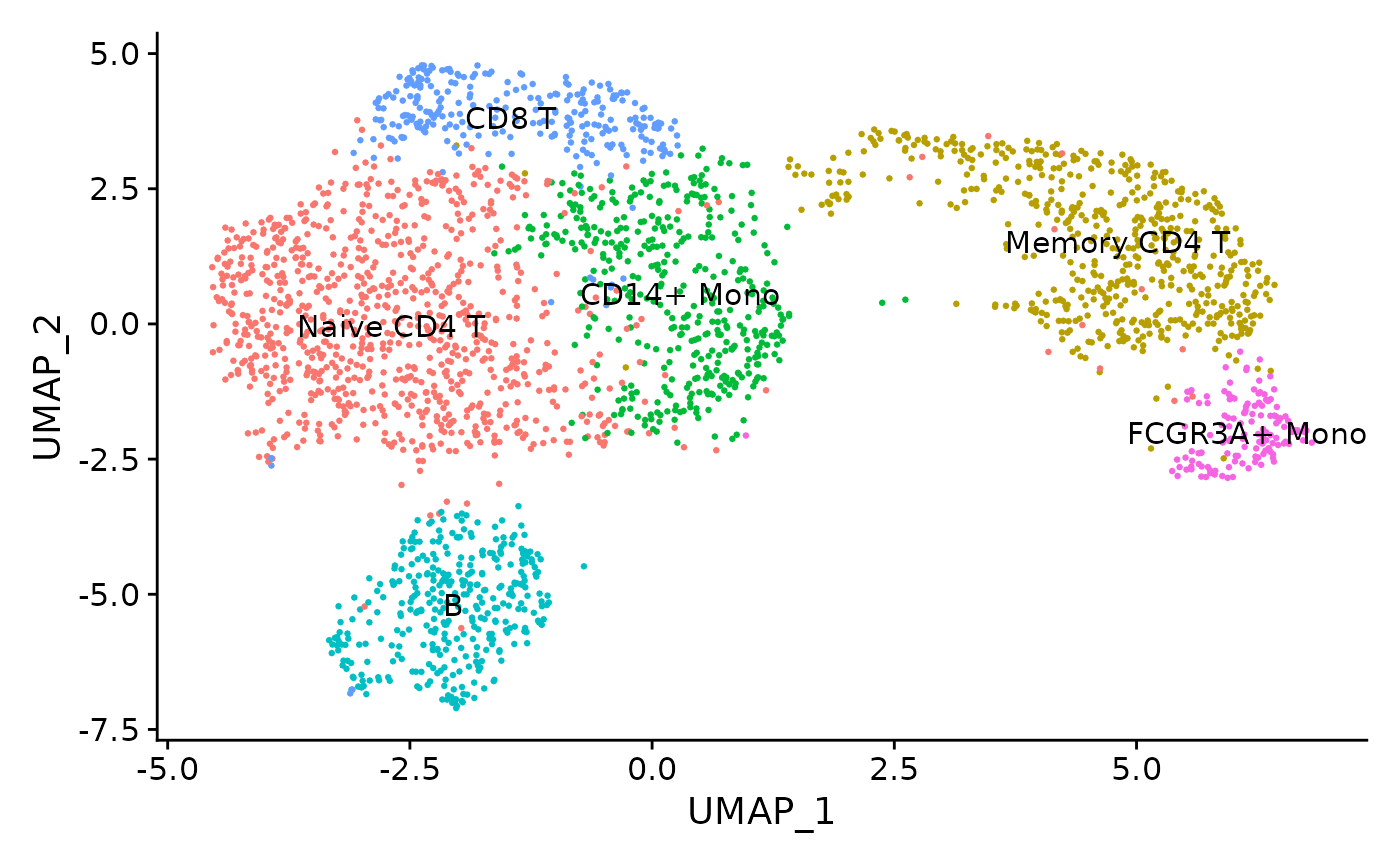 5.0
CD8 T
2.5
Memory CD4 T
CD14+ Mono
0.0
Naive CD4 T
UMAP_2
FCGR3A+ Mono
-2.5
-5.0
B
-7.5
-5.0 -2.5 0.0 2.5 5.0
UMAP_1